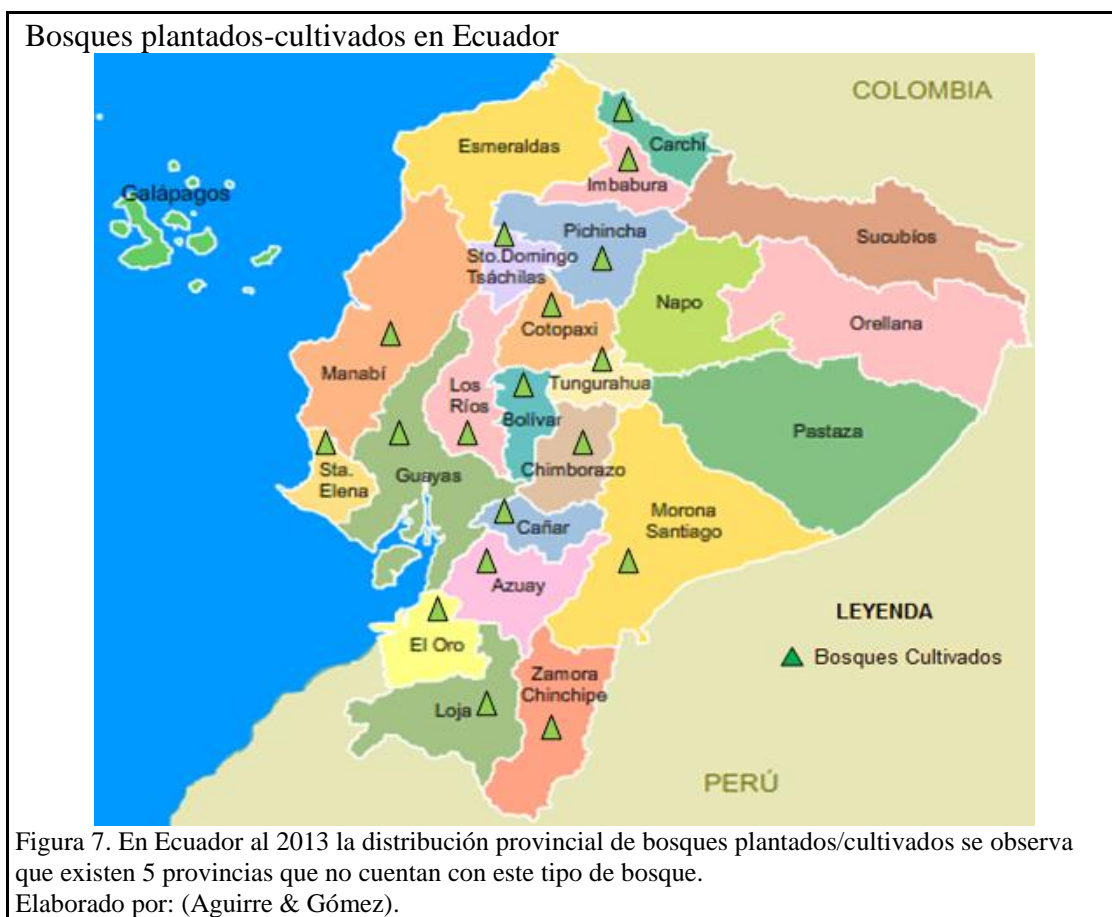 Bosques plantados-cultivados en Ecuador
COLOMBIA
Esmeraldas
Carchi
Imbabura
Galápagos
Pichincha
Sucubíos
Sto.Domingo
Tsáchilas
Napo
Orellana
Cotopaxi
Manabí
Los
Ríos
Tungurahua
Bolívar
Pastaza
Sta.
Elena
Guayas
Chimborazo
Morona
Santiago
Cañar
Azuay
LEYENDA
El Oro
Bosques Cultivados
Zamora
Chinchipe
Loja
PERÚ
Figura 7. En Ecuador al 2013 la distribución provincial de bosques plantados/cultivados se observa
que existen 5 provincias que no cuentan con este tipo de bosque.
Elaborado por: (Aguirre & Gómez).